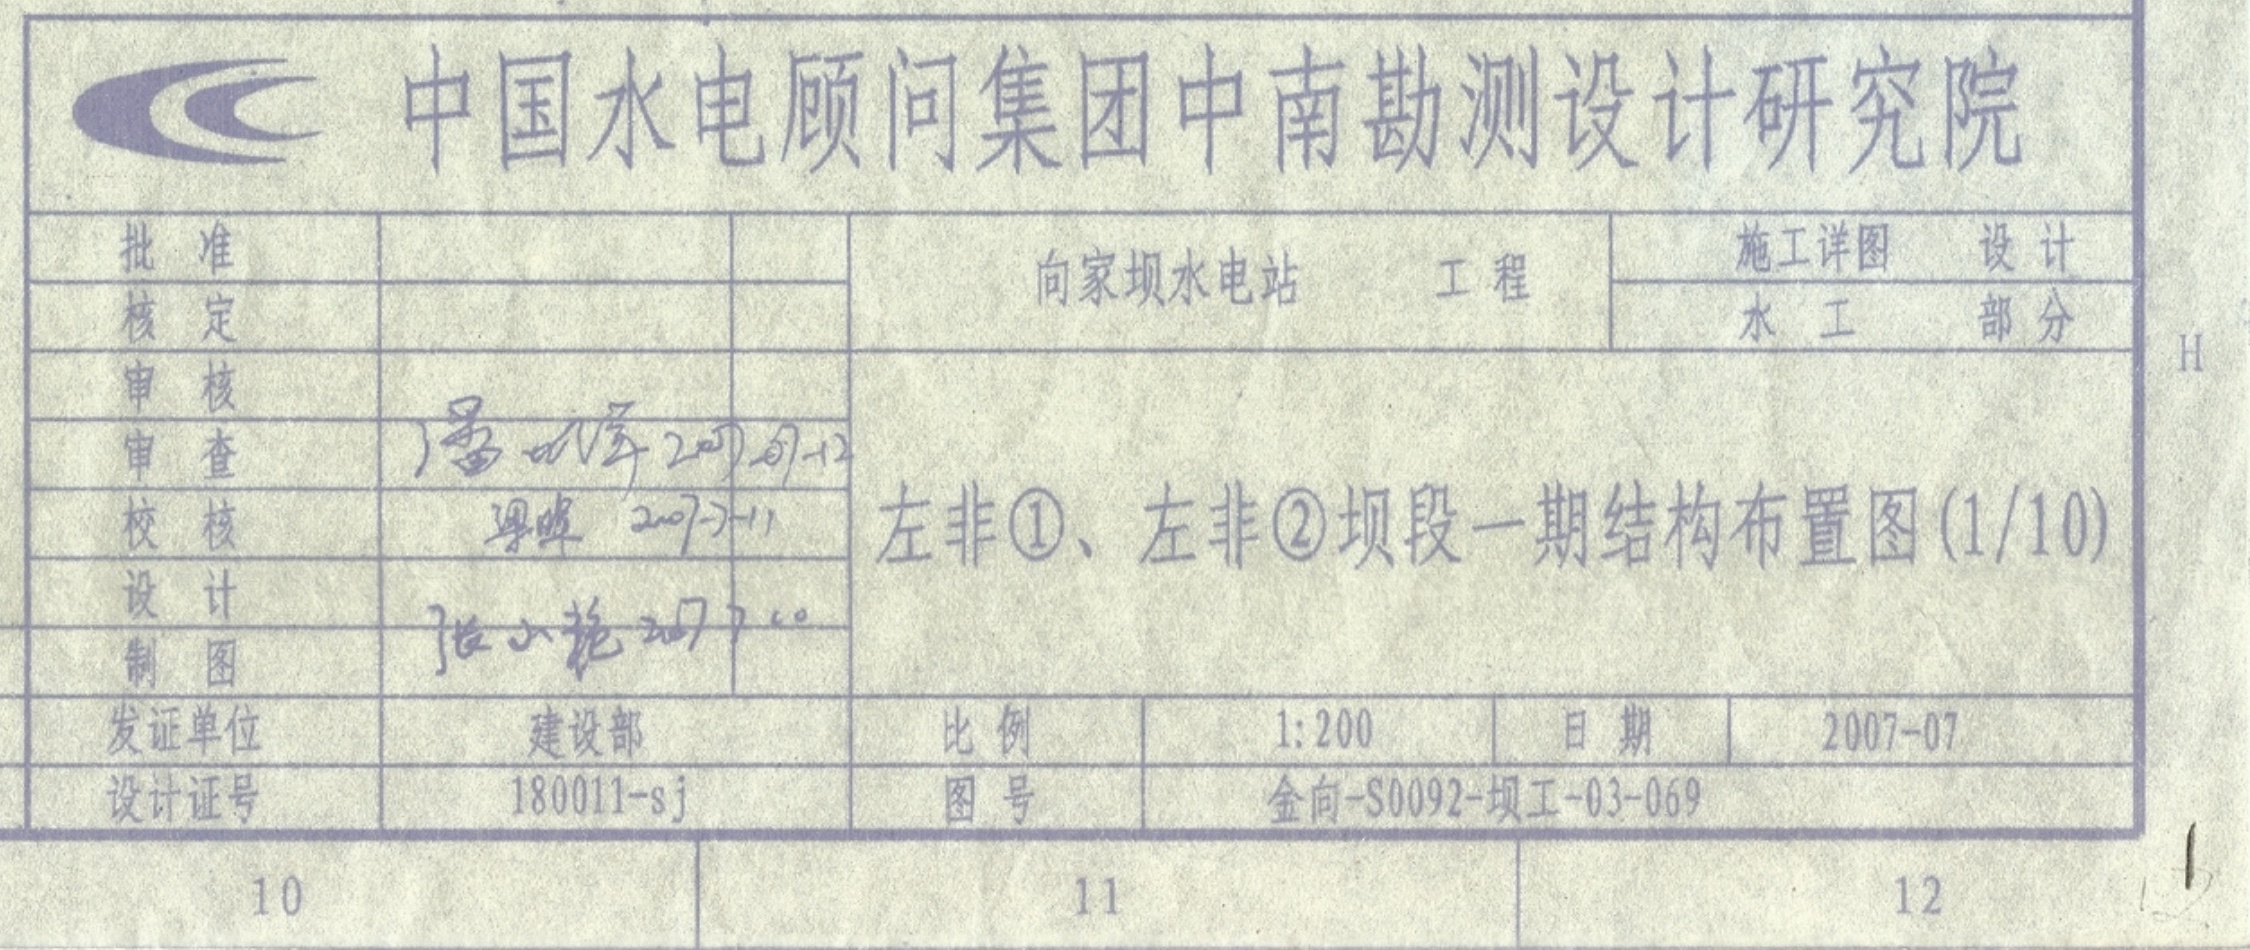 中国水电顾问集团中南勘测设计研究院
批 准
向家坝水电站 工程
施工详图 设计
核 定
水工 部分
审 核
H
审 查 2007-07-12
校 核 梁晖 2007-7-11
左非①、左非②坝段一期结构布置图(1/10)
设 计
张小艳 2007 7
制 图
发证单位 建设部 比例 1:200 日期 2007-07
设计证号 180011-sj 图号 金向-S0092-坝工-03-069
10 11 12